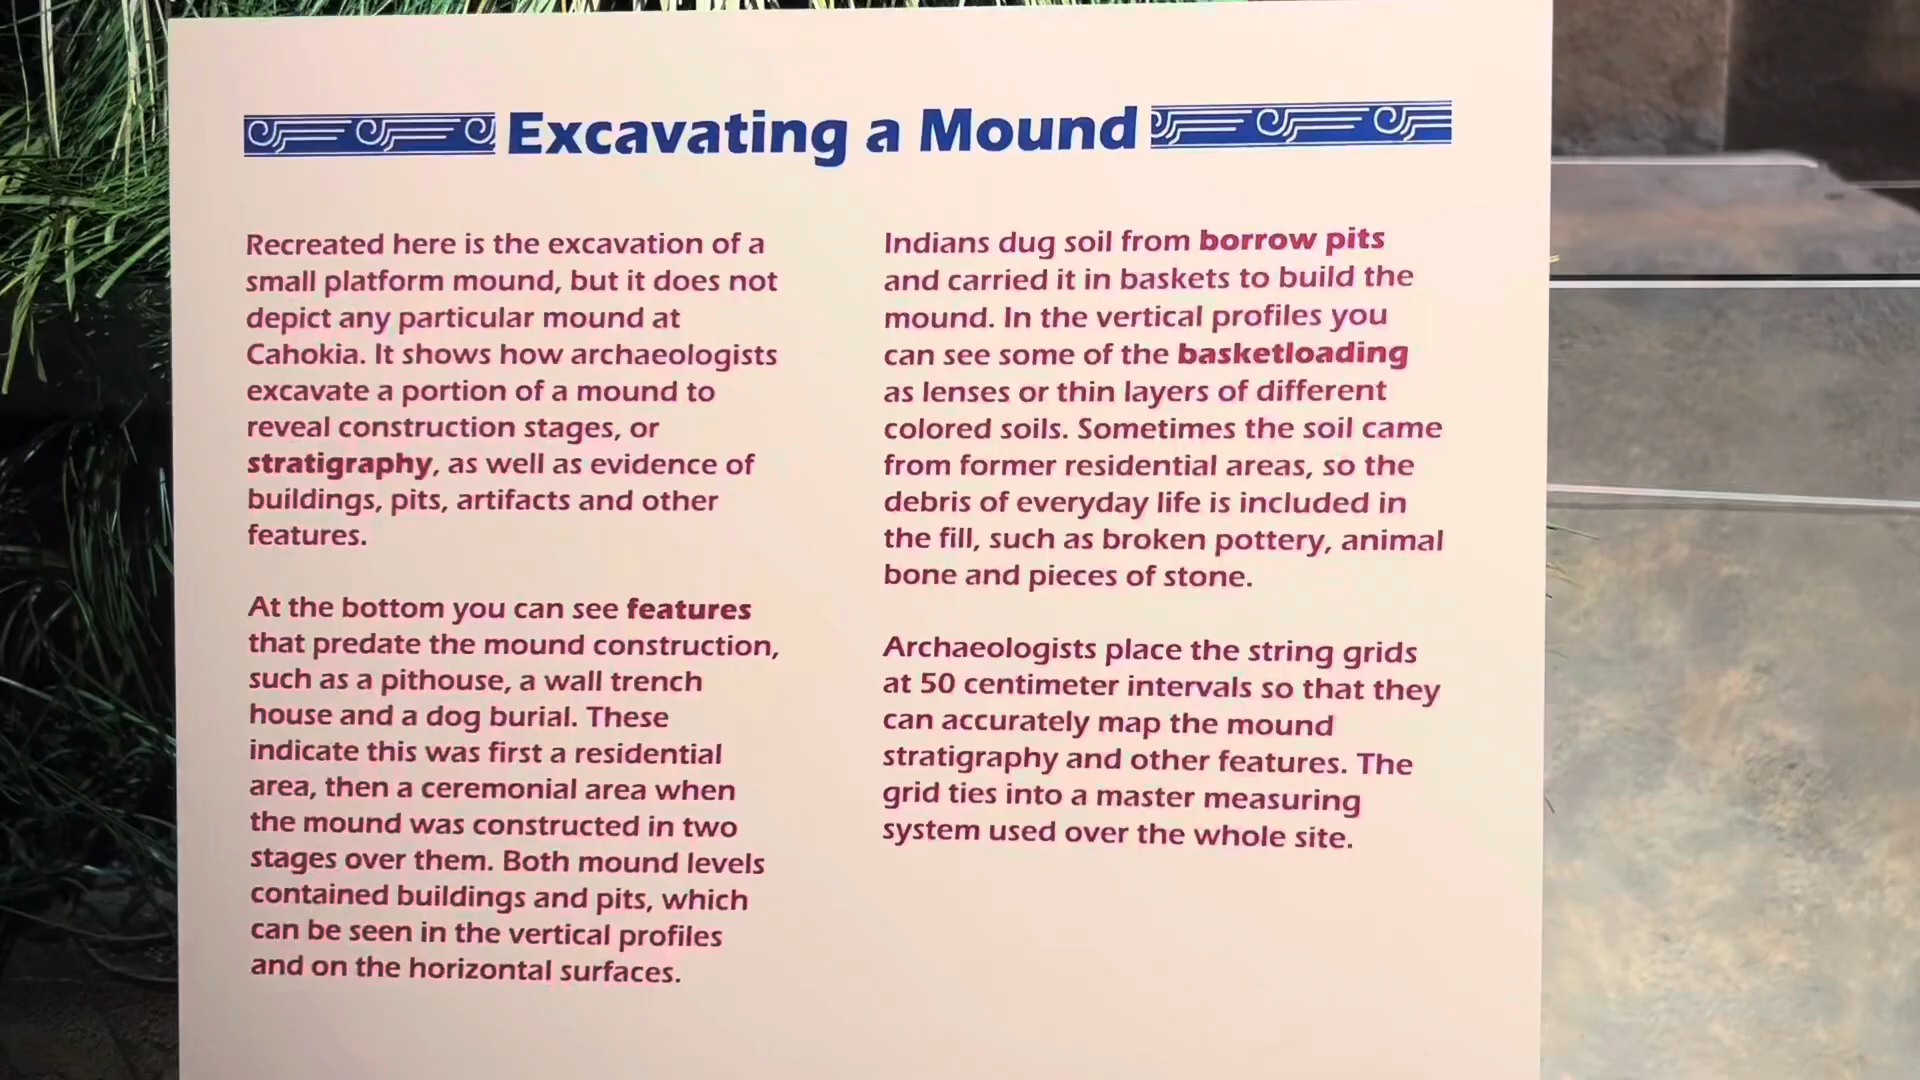 Excavating a Mound
Recreated here is the excavation of a
small platform mound, but it does not
depict any particular mound at
Cahokia. It shows how archaeologists
excavate a portion of a mound to
reveal construction stages, or
stratigraphy, as well as evidence of
buildings, pits, artifacts and other
features.
At the bottom you can see features
that predate the mound construction,
such as a pithouse, a wall trench
house and a dog burial. These
indicate this was first a residential
area, then a ceremonial area when
the mound was constructed in two
stages over them. Both mound levels
contained buildings and pits, which
can be seen in the vertical profiles
and on the horizontal surfaces.
Indians dug soil from borrow pits
and carried it in baskets to build the
mound. In the vertical profiles you
can see some of the basketloading
as lenses or thin layers of different
colored soils. Sometimes the soil came
from former residential areas, so the
debris of everyday life is included in
the fill, such as broken pottery, animal
bone and pieces of stone.
Archaeologists place the string grids
at 50 centimeter intervals so that they
can accurately map the mound
stratigraphy and other features. The
grid ties into a master measuring
system used over the whole site.